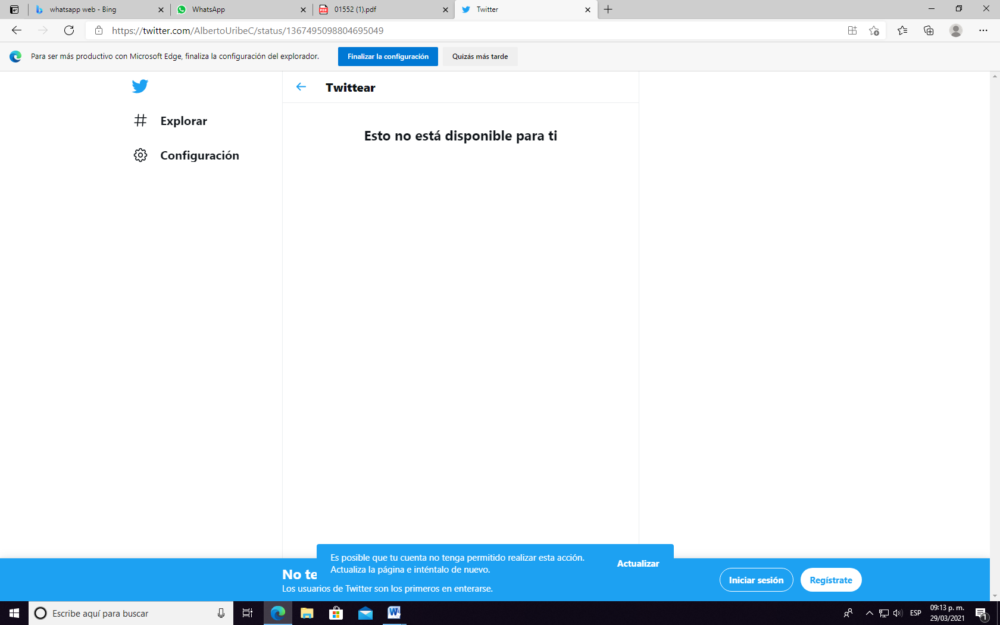 whatsapp web - Bing
WhatsApp
01552 (1).pdf
Twitter
https://twitter.com/AlbertoUribeC/status/1367495098804695049
Para ser más productivo con Microsoft Edge, finaliza la configuración del explorador.
Finalizar la configuración
Quizás más tarde
Explorar
Configuración
Twittear
Esto no está disponible para ti
Es posible que tu cuenta no tenga permitido realizar esta acción.
Actualiza la página e inténtalo de nuevo.
Actualizar
No te
Los usuarios de Twitter son los primeros en enterarse.
Iniciar sesión
Regístrate
Escribe aquí para buscar
ESP
09:13 p. m.
29/03/2021
1